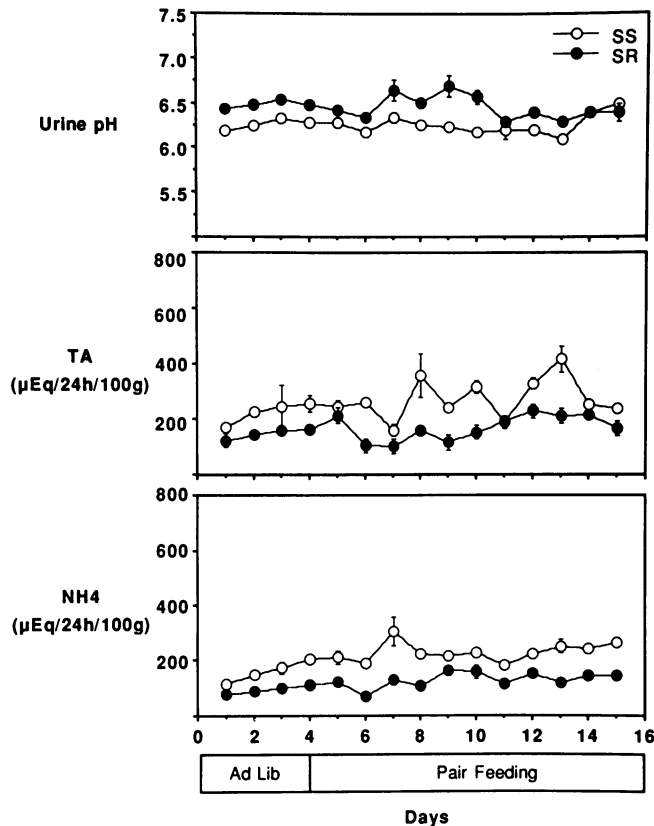 7.5
7.0
6.5
6.0
5.5
Urine pH
SS
SR
800
600
400
200
TA
(µEq/24h/100g)
800
600
400
200
NH4
(µEq/24h/100g)
0 2 4 6 8 10 12 14 16
Ad Lib Pair Feeding
Days